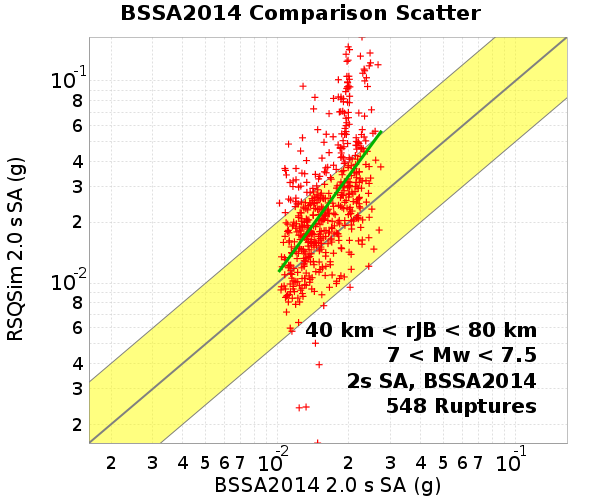 BSSA2014 Comparison Scatter
RSQSim 2.0 s SA (g)
10^-1
8
6
4
3
2
10^-2
8
6
4
3
2
40 km < rJB < 80 km
7 < Mw < 7.5
2s SA, BSSA2014
548 Ruptures
2 3 4 5 6 7 10^-2 2 3 4 5 6 7 10^-1
BSSA2014 2.0 s SA (g)